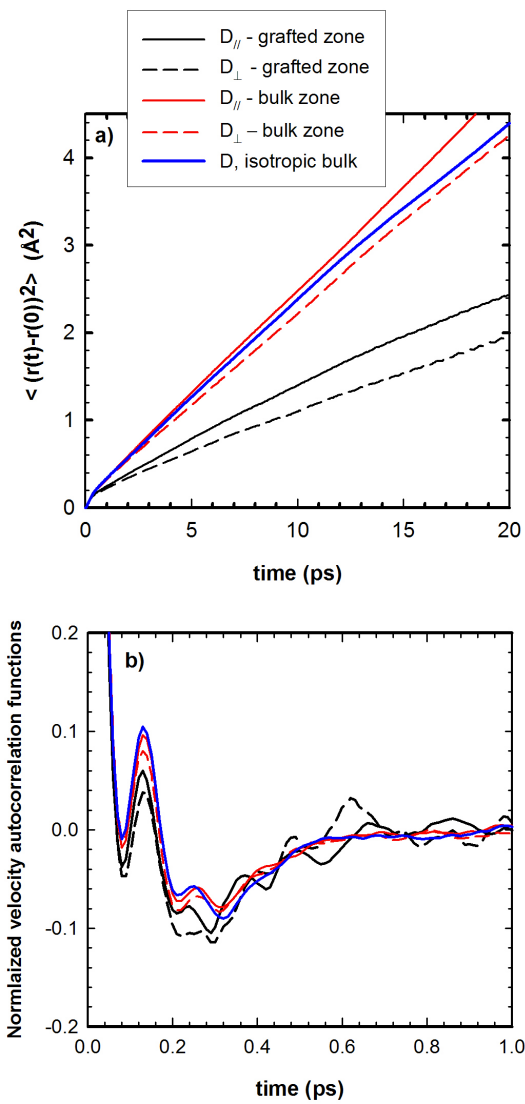 D// - grafted zone
D⊥ - grafted zone
D// - bulk zone
D⊥ – bulk zone
D, isotropic bulk
a)
< (r(t)-r(0))²> (Å²)
4
3
2
1
0
0 5 10 15 20
time (ps)
b)
Normlaized velocity autocorrelation functions
0.2
0.1
0.0
-0.1
-0.2
0.0 0.2 0.4 0.6 0.8 1.0
time (ps)